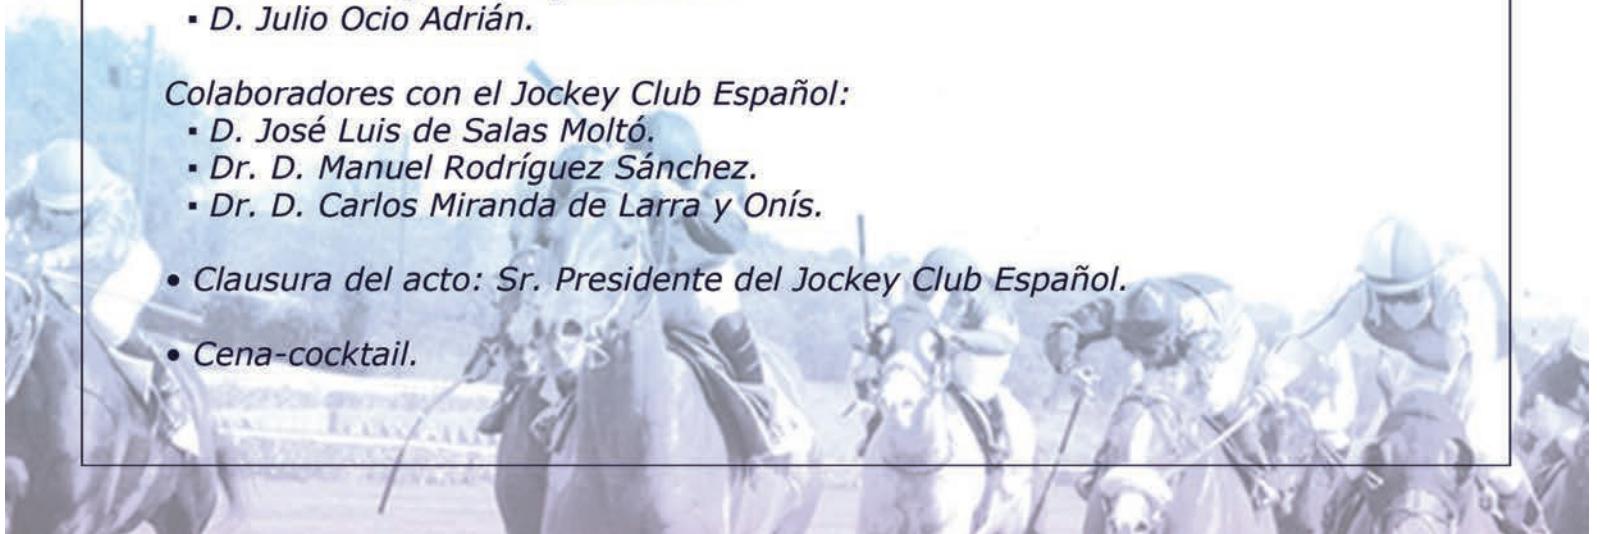 ▪ D. Julio Ocio Adrián.
Colaboradores con el Jockey Club Español:
▪ D. José Luis de Salas Moltó.
▪ Dr. D. Manuel Rodríguez Sánchez.
▪ Dr. D. Carlos Miranda de Larra y Onís.
• Clausura del acto: Sr. Presidente del Jockey Club Español.
• Cena-cocktail.